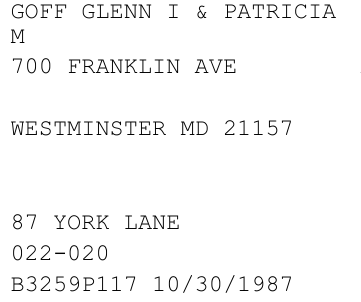 GOFF GLENN I & PATRICIA
M
700 FRANKLIN AVE
WESTMINSTER MD 21157
87 YORK LANE
022-020
B3259P117 10/30/1987